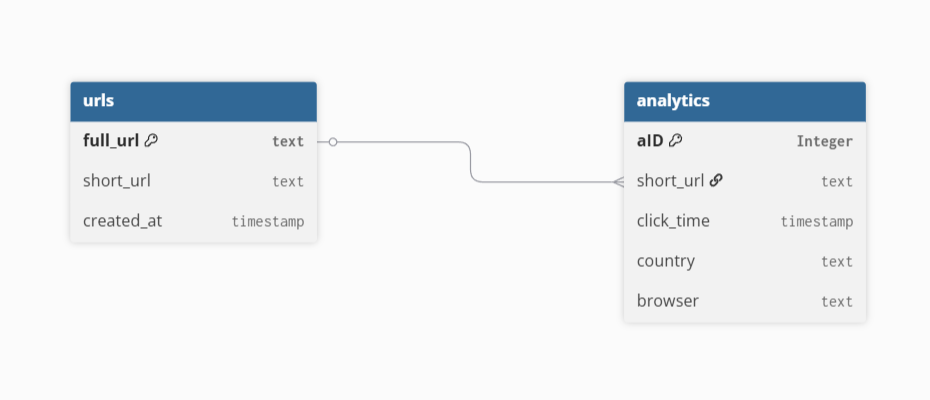 urls
full_url text
short_url text
created_at timestamp
analytics
aID Integer
short_url text
click_time timestamp
country text
browser text